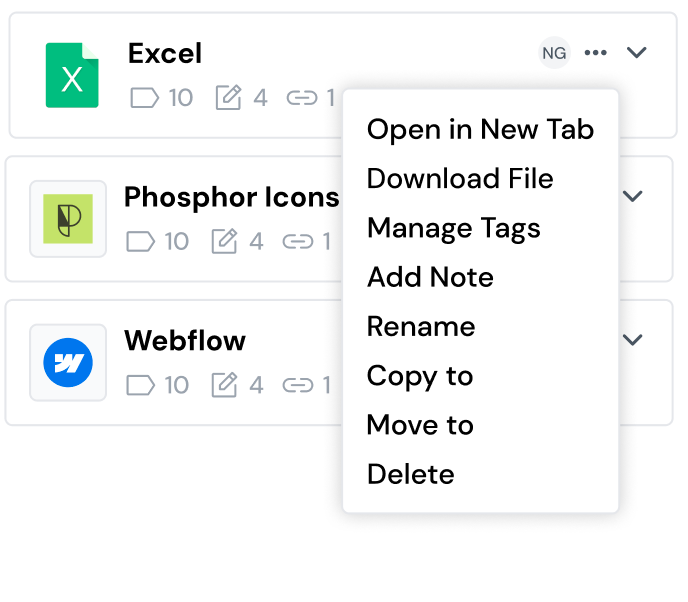 Excel
NG
X
10 4 1
Open in New Tab
Download File
Phosphor Icons
Manage Tags
10 4 1
Add Note
Rename
Webflow
Copy to
10 4 1
Move to
Delete